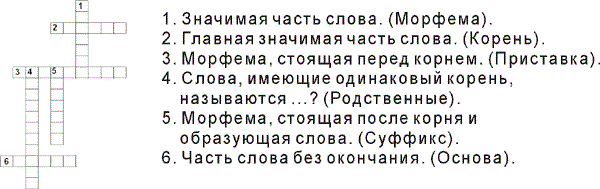 1
2
3 4 5
6
1. Значимая часть слова. (Морфема).
2. Главная значимая часть слова. (Корень).
3. Морфема, стоящая перед корнем. (Приставка).
4. Слова, имеющие одинаковый корень,
называются ...? (Родственные).
5. Морфема, стоящая после корня и
образующая слова. (Суффикс).
6. Часть слова без окончания. (Основа).